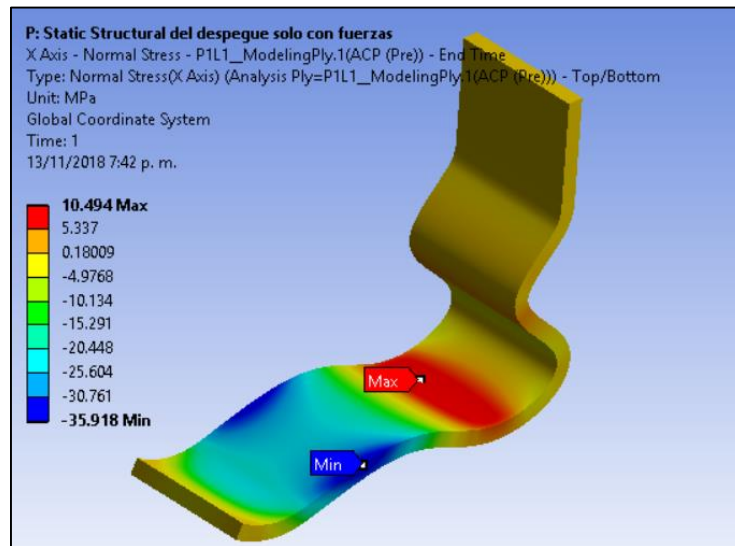 P: Static Structural del despegue solo con fuerzas
X Axis - Normal Stress - P1L1__ModelingPly.1(ACP (Pre)) - End Time
Type: Normal Stress(X Axis) (Analysis Ply=P1L1__ModelingPly.1(ACP (Pre))) - Top/Bottom
Unit: MPa
Global Coordinate System
Time: 1
13/11/2018 7:42 p. m.
10.494 Max
5.337
0.18009
-4.9768
-10.134
-15.291
-20.448
-25.604
-30.761
-35.918 Min
Max
Min